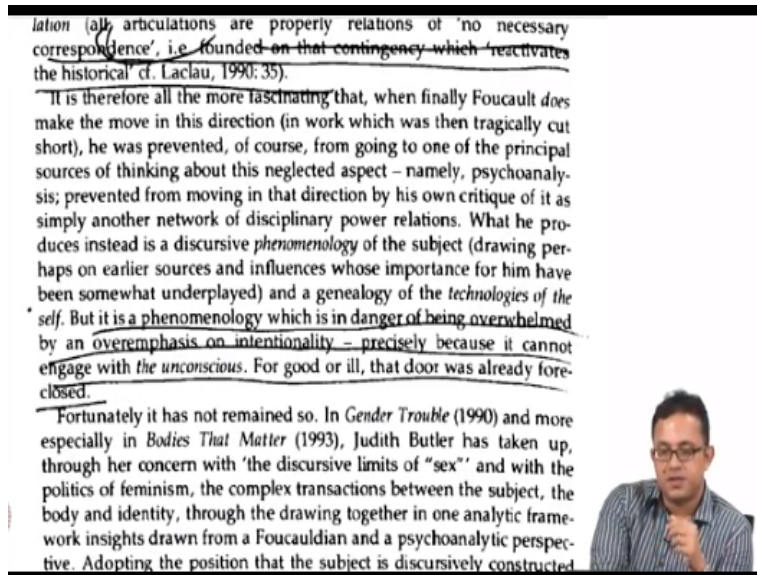 lation (all articulations are properly relations of 'no necessary
correspondence', i.e founded on that contingency which 'reactivates
the historical' cf. Laclau, 1990: 35).
It is therefore all the more fascinating that, when finally Foucault does
make the move in this direction (in work which was then tragically cut
short), he was prevented, of course, from going to one of the principal
sources of thinking about this neglected aspect – namely, psychoanaly-
sis; prevented from moving in that direction by his own critique of it as
simply another network of disciplinary power relations. What he pro-
duces instead is a discursive phenomenology of the subject (drawing per-
haps on earlier sources and influences whose importance for him have
been somewhat underplayed) and a genealogy of the technologies of the
self. But it is a phenomenology which is in danger of being overwhelmed
by an overemphasis on intentionality – precisely because it cannot
engage with the unconscious. For good or ill, that door was already fore-
closed.
Fortunately it has not remained so. In Gender Trouble (1990) and more
especially in Bodies That Matter (1993), Judith Butler has taken up,
through her concern with 'the discursive limits of "sex"' and with the
politics of feminism, the complex transactions between the subject, the
body and identity, through the drawing together in one analytic frame-
work insights drawn from a Foucauldian and a psychoanalytic perspec-
tive. Adopting the position that the subject is discursively constructed